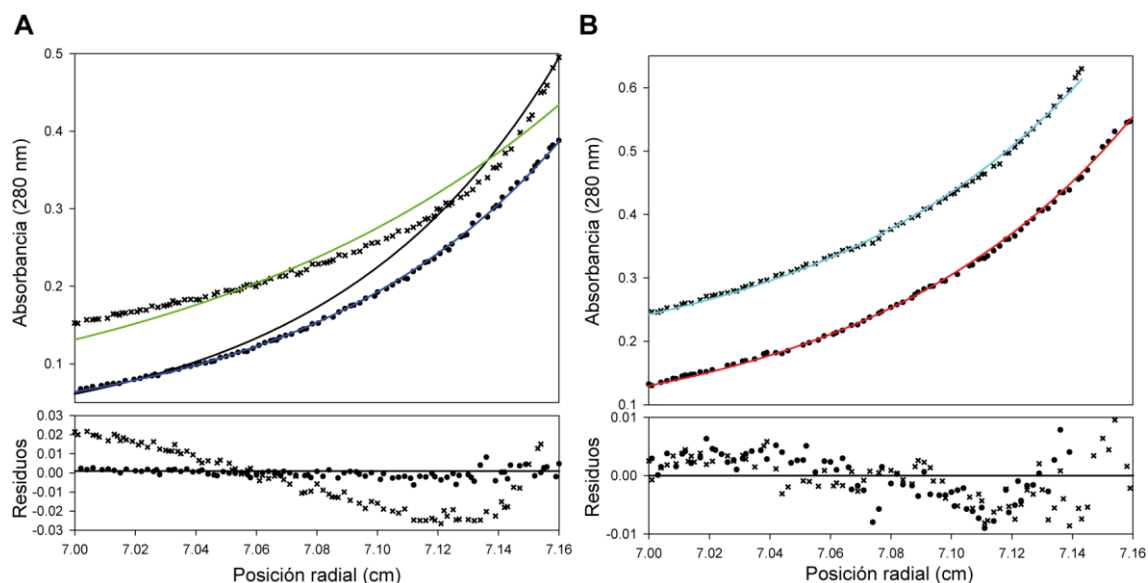 A
B
Absorbancia (280 nm)
0.5
0.4
0.3
0.2
0.1
Residuos
0.03
0.02
0.01
0.00
-0.01
-0.02
-0.03
7.00 7.02 7.04 7.06 7.08 7.10 7.12 7.14 7.16
Posición radial (cm)
Absorbancia (280 nm)
0.6
0.5
0.4
0.3
0.2
0.1
Residuos
0.01
0.00
-0.01
7.00 7.02 7.04 7.06 7.08 7.10 7.12 7.14 7.16
Posición radial (cm)